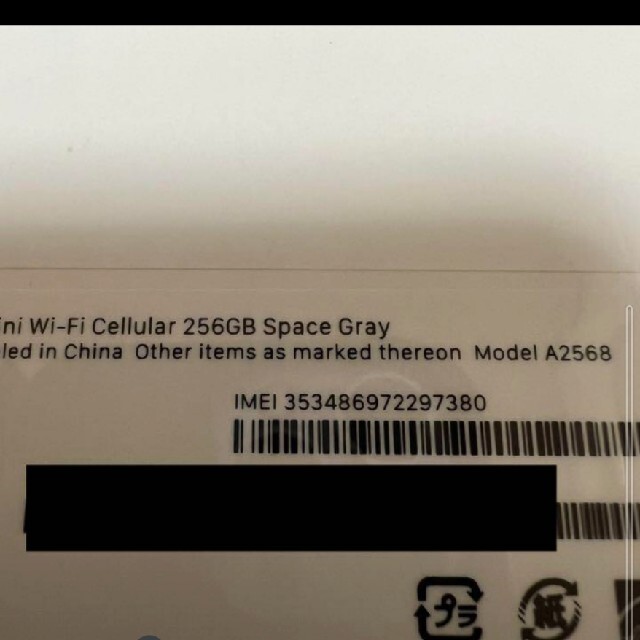 ini Wi-Fi Cellular 256GB Space Gray
led in China Other items as marked thereon Model A2568
IMEI 353486972297380
プラ
紙